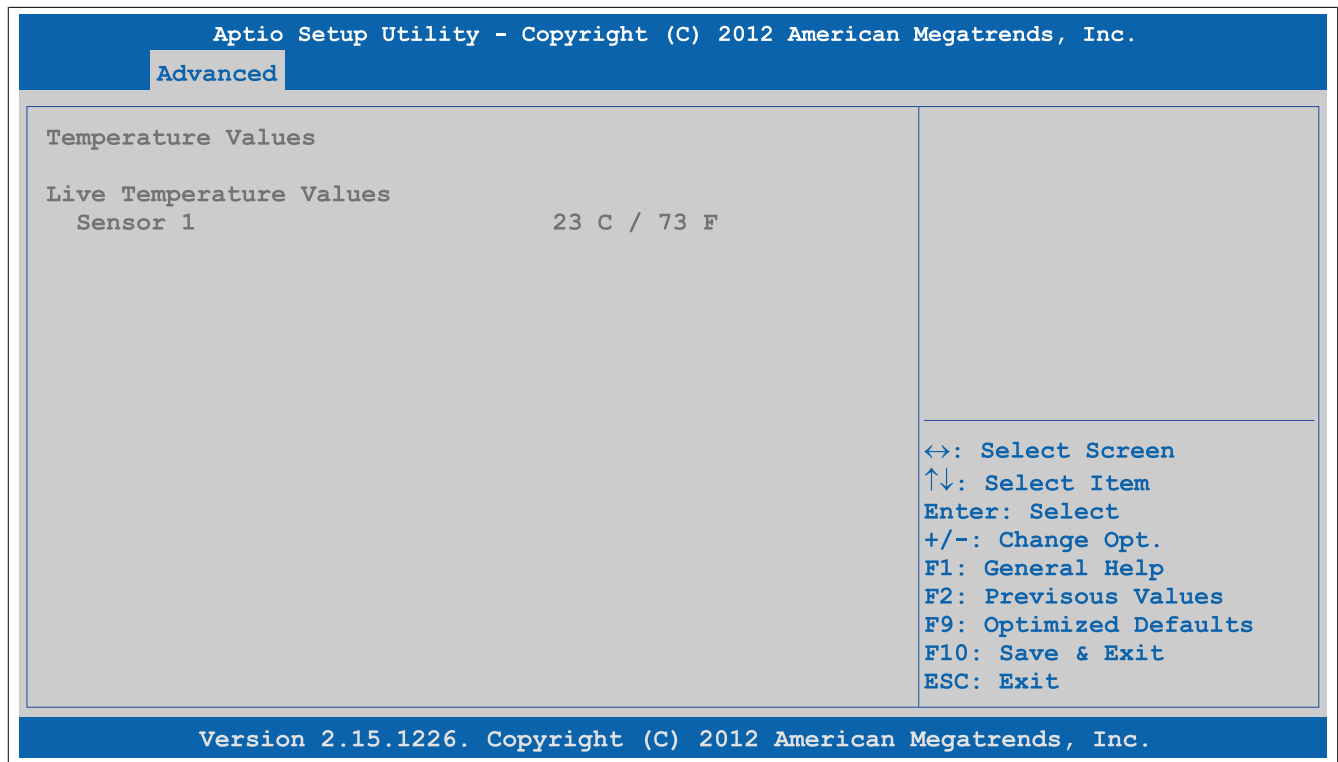 Aptio Setup Utility - Copyright (C) 2012 American Megatrends, Inc.
Advanced
Temperature Values
Live Temperature Values
Sensor 1 23 C / 73 F
↔: Select Screen
↑↓: Select Item
Enter: Select
+/-: Change Opt.
F1: General Help
F2: Previsous Values
F9: Optimized Defaults
F10: Save & Exit
ESC: Exit
Version 2.15.1226. Copyright (C) 2012 American Megatrends, Inc.